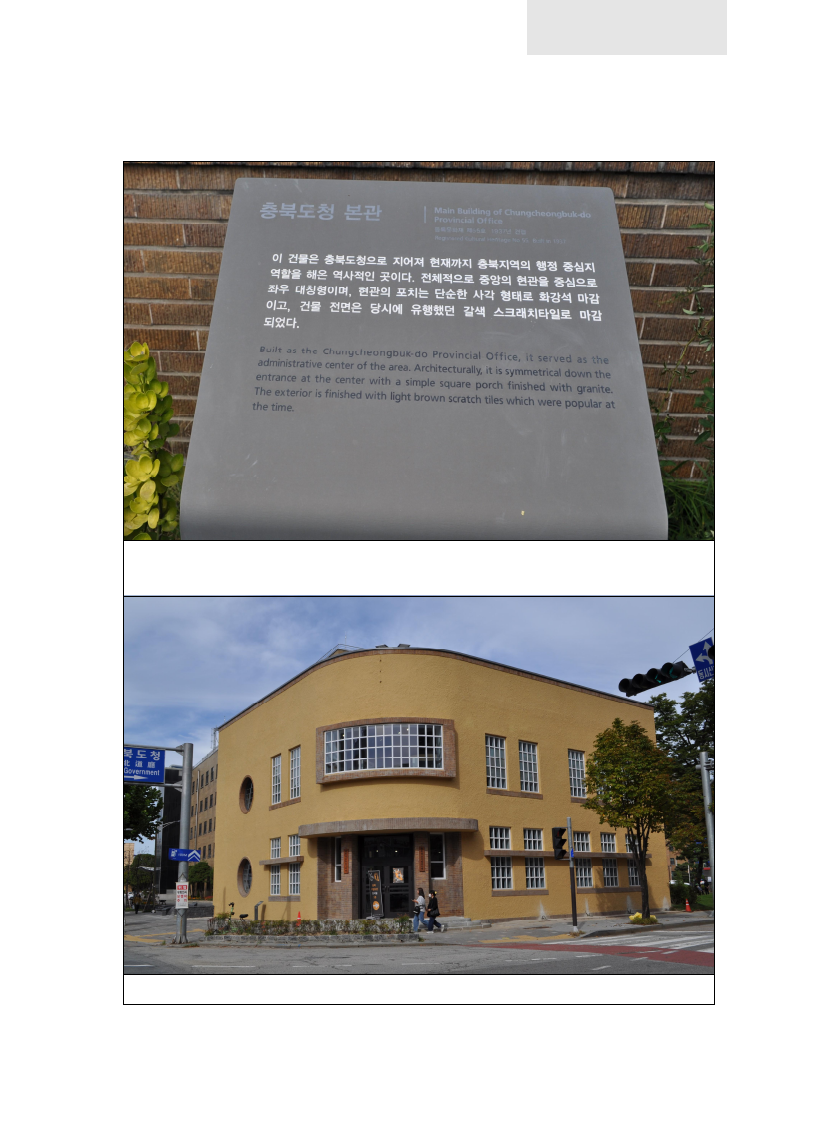 충북도청 본관
Main Building of Chungcheongbuk-do
Provincial Office
이 건물은 충북도청으로 지어져 현재까지 충북지역의 행정 중심지
역할을 해온 역사적인 곳이다. 전체적으로 중앙의 현관을 중심으로
좌우 대칭형이며, 현관의 포치는 단순한 사각 형태로 화강석 마감
이고, 건물 전면은 당시에 유행했던 갈색 스크래치타일로 마감
되었다.
Built as the Chungcheongbuk-do Provincial Office, it served as the
administrative center of the area. Architecturally, it is symmetrical down the
entrance at the center with a simple square porch finished with granite.
The exterior is finished with light brown scratch tiles which were popular at
the time.
북도청
北道廳
Government
동시신